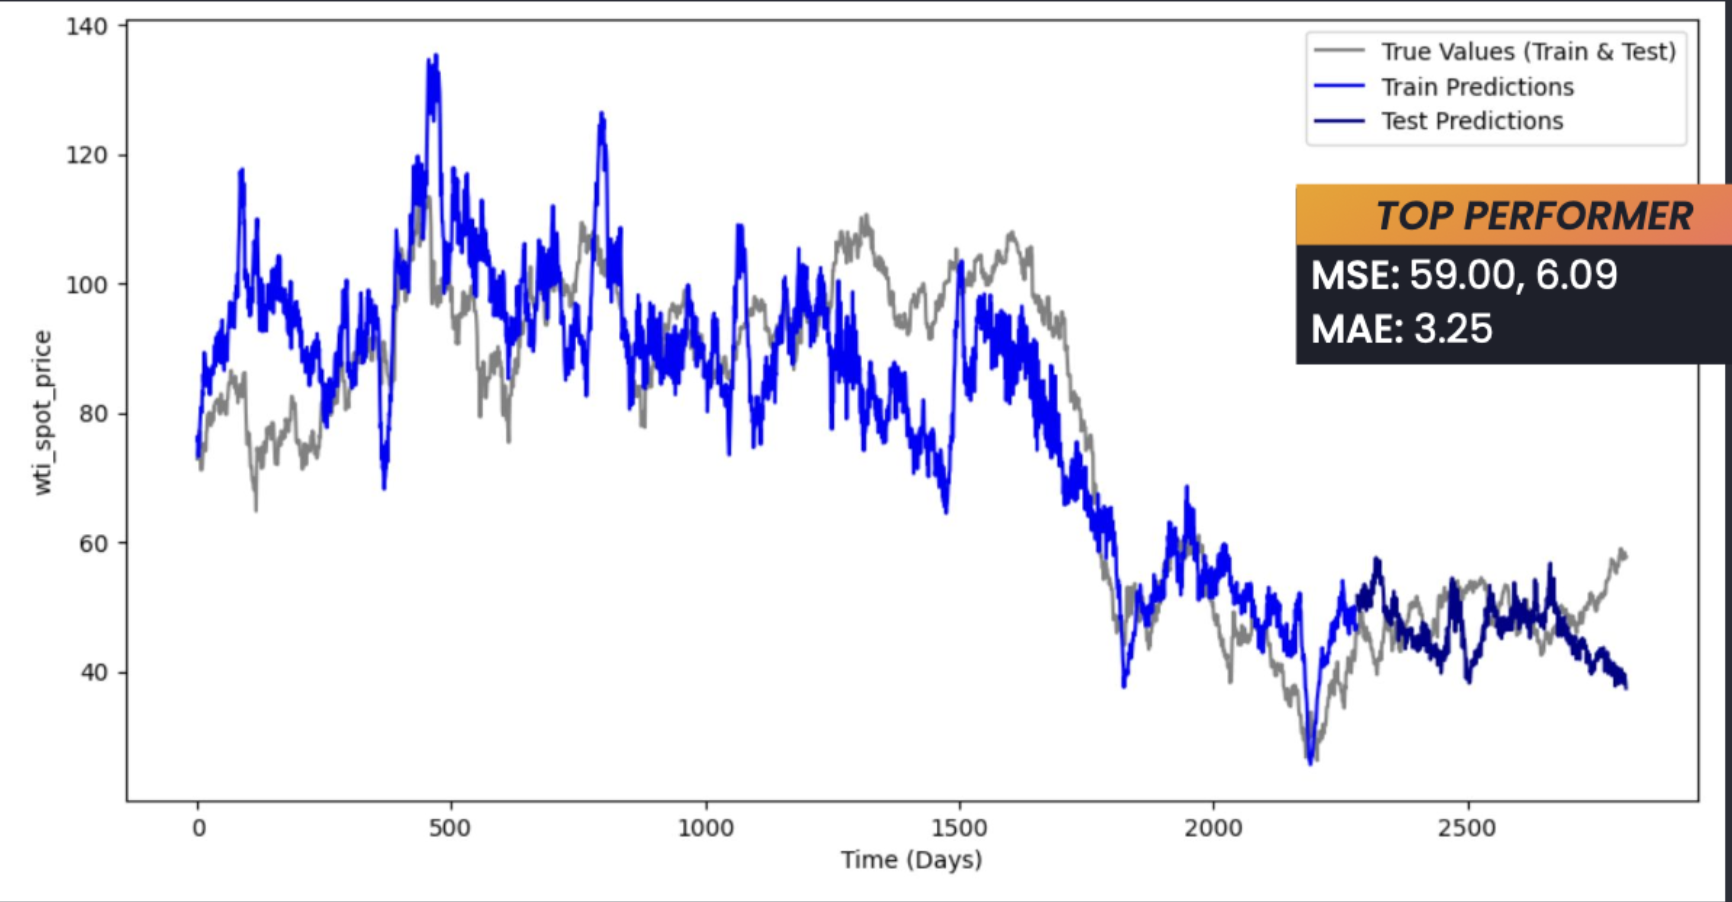 140
120
100
80
60
40
wti_spot_price
0 500 1000 1500 2000 2500
Time (Days)
True Values (Train & Test)
Train Predictions
Test Predictions
TOP PERFORMER
MSE: 59.00, 6.09
MAE: 3.25